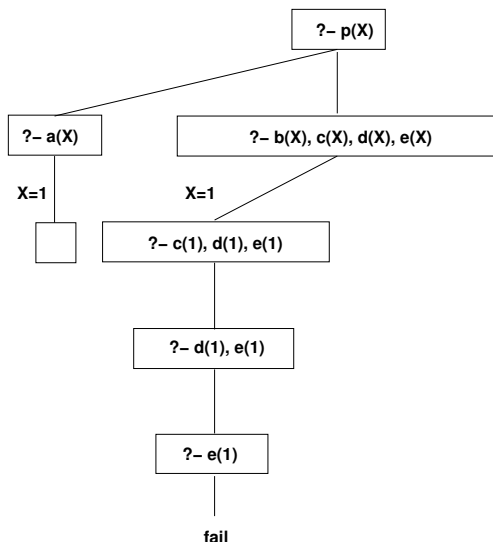 ?– p(X)
?– a(X)
?– b(X), c(X), d(X), e(X)
X=1
X=1
?– c(1), d(1), e(1)
?– d(1), e(1)
?– e(1)
fail